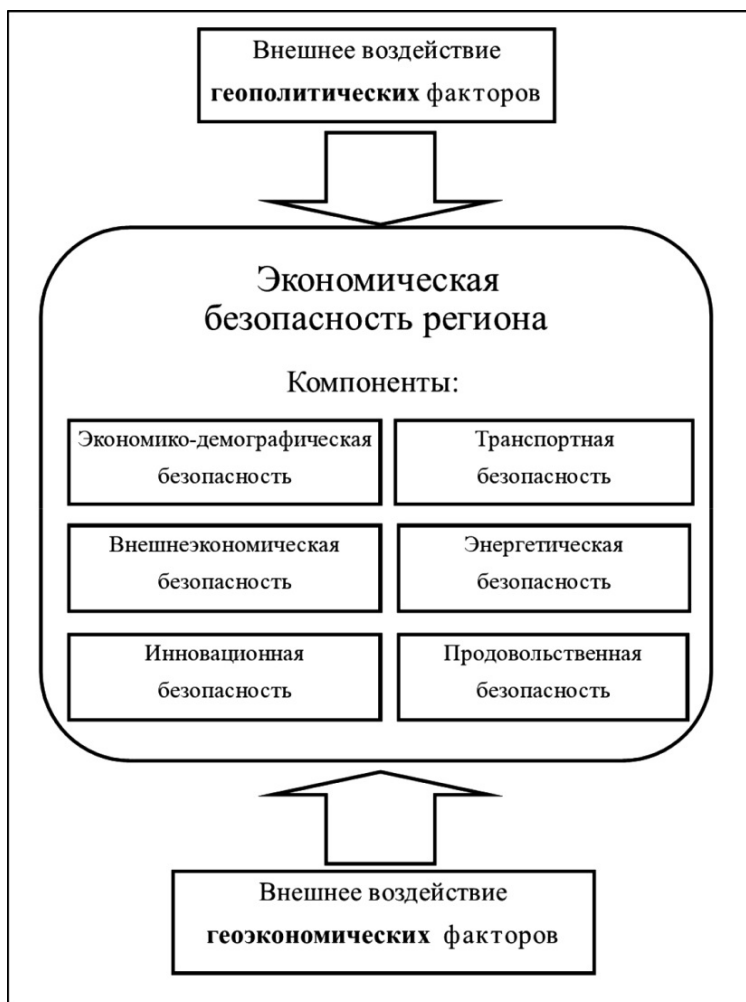 Внешнее воздействие
геополитических факторов
Экономическая
безопасность региона
Компоненты:
Экономико-демографическая
безопасность
Транспортная
безопасность
Внешнеэкономическая
безопасность
Энергетическая
безопасность
Инновационная
безопасность
Продовольственная
безопасность
Внешнее воздействие
геоэкономических факторов